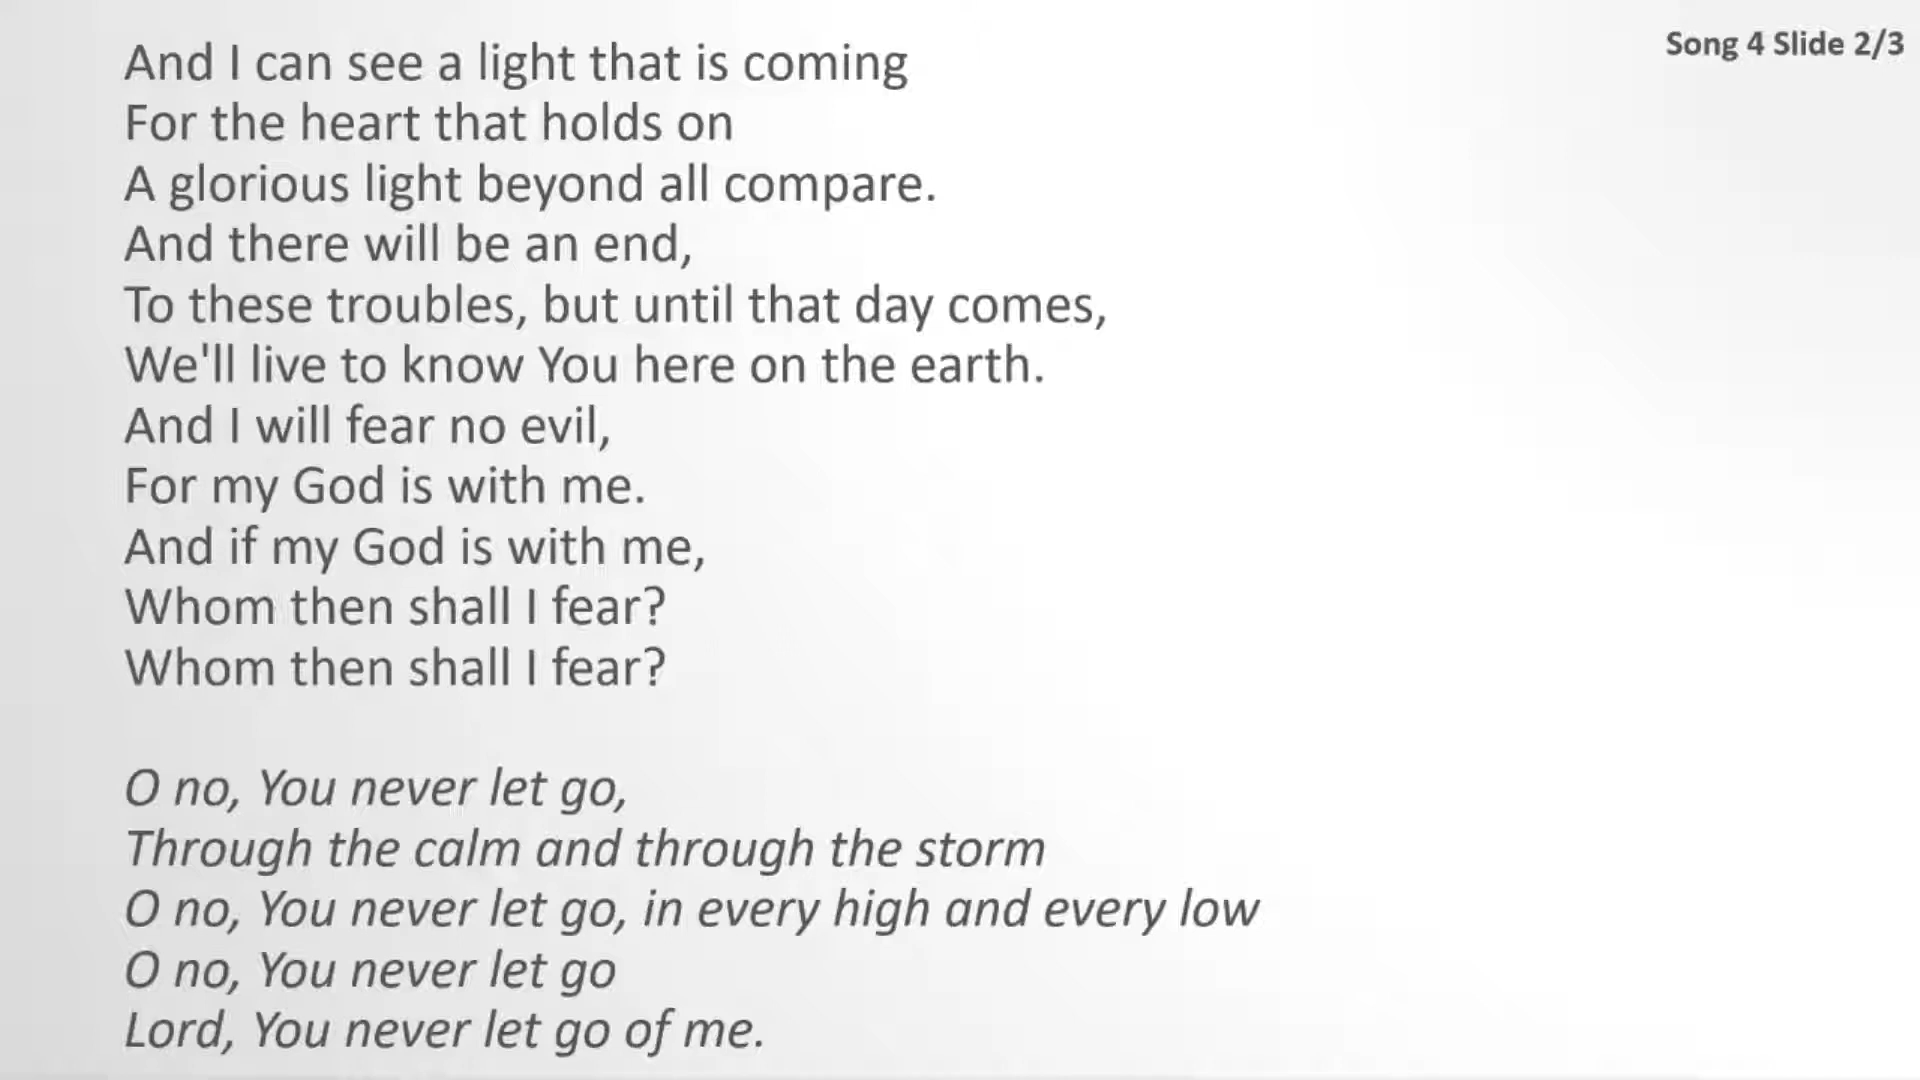 Song 4 Slide 2/3
And I can see a light that is coming
For the heart that holds on
A glorious light beyond all compare.
And there will be an end,
To these troubles, but until that day comes,
We'll live to know You here on the earth.
And I will fear no evil,
For my God is with me.
And if my God is with me,
Whom then shall I fear?
Whom then shall I fear?
O no, You never let go,
Through the calm and through the storm
O no, You never let go, in every high and every low
O no, You never let go
Lord, You never let go of me.